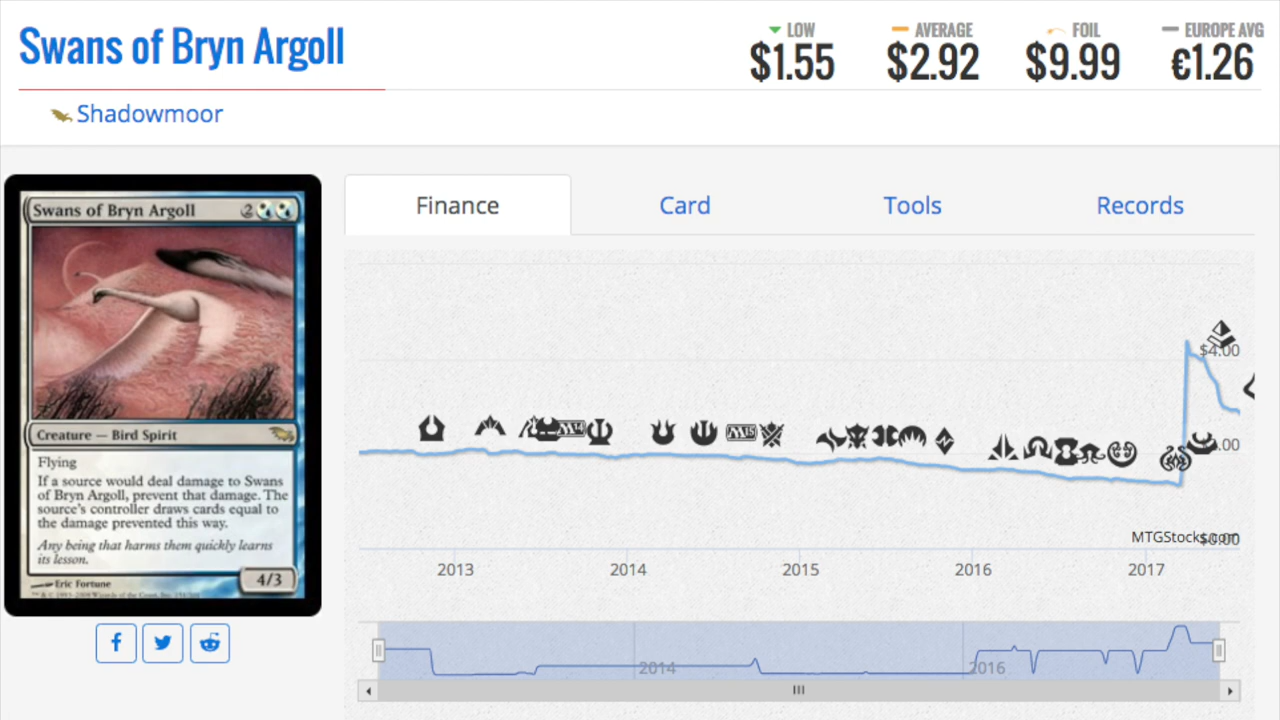 Swans of Bryn Argoll
LOW
$1.55
AVERAGE
$2.92
FOIL
$9.99
EUROPE AVG
€1.26
Shadowmoor
Swans of Bryn Argoll 2
Creature — Bird Spirit
Flying
If a source would deal damage to Swans
of Bryn Argoll, prevent that damage. The
source's controller draws cards equal to
the damage prevented this way.
Any being that harms them quickly learns
its lesson.
Eric Fortune
4/3
Finance
Card
Tools
Records
$4.00
.00
MTGStocks.com
$0.00
2013
2014
2015
2016
2017
2014
2016